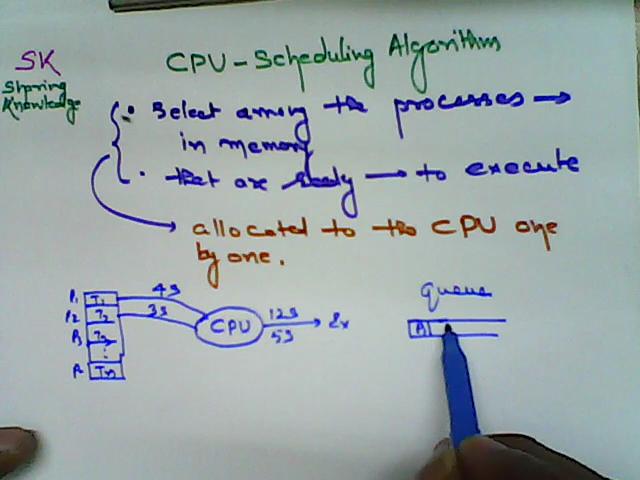 SK
Sharing
Knowledge
CPU - Scheduling Algorithm
Select among the processes →
in memory
that are ready → to execute
→ allocated to the CPU one
by one.
P1 T1 4s
P2 T2 3s
P3 T3
Pn Tn
CPU 12s
5s → Ex
queue
P1